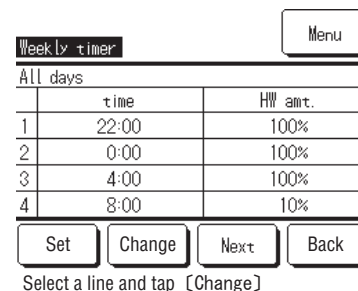 Menu
Weekly timer
All days
time HW amt.
1 22:00 100%
2 0:00 100%
3 4:00 100%
4 8:00 10%
Set Change Next Back
Select a line and tap [Change]